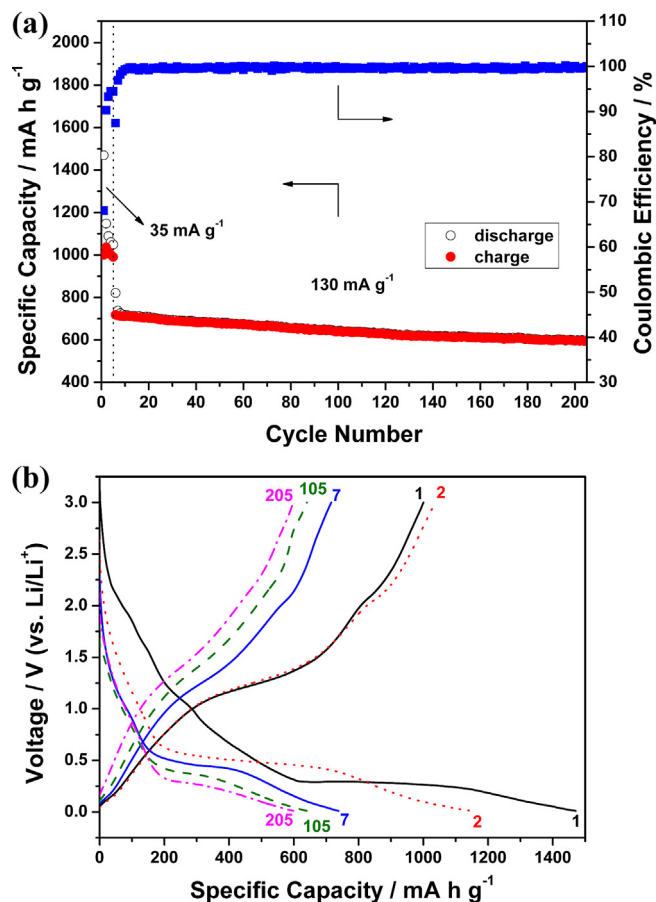 (a)
2000
1800
1600
1400
1200
1000
800
600
400
Specific Capacity / mA h g-1
110
100
90
80
70
60
50
40
30
Coulombic Efficiency / %
35 mA g-1
discharge
charge
130 mA g-1
0 20 40 60 80 100 120 140 160 180 200
Cycle Number
(b)
3.0
2.5
2.0
1.5
1.0
0.5
0.0
Voltage / V (vs. Li/Li+)
205 105 7 1 2
205 105 7 2 1
0 200 400 600 800 1000 1200 1400
Specific Capacity / mA h g-1